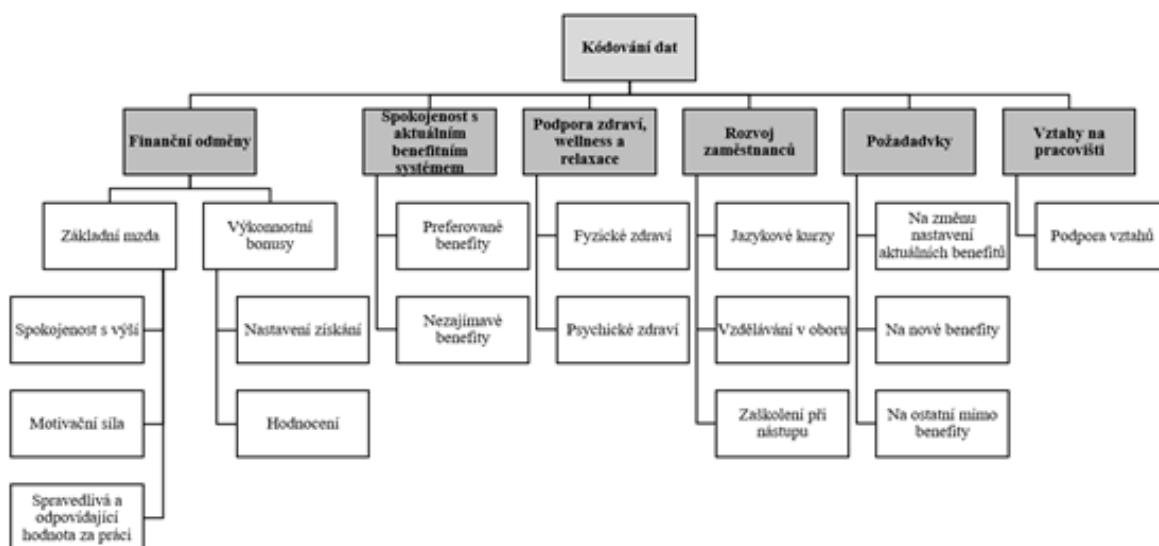 Kódování dat
Finanční odměny
Spokojenost s
aktuálním
benefitním
systémem
Podpora zdraví,
wellness a
relaxace
Rozvoj
zaměstnanců
Požadadvky
Vztahy na
pracovišti
Základní mzda
Výkonnostní
bonusy
Preferované
benefity
Fyzické zdraví
Jazykové kurzy
Na změnu
nastavení
aktuálních benefitů
Podpora vztahů
Spokojenost s výší
Nastavení získání
Nezajímavé
benefity
Psychické zdraví
Vzdělávání v oboru
Na nové benefity
Motivační síla
Hodnocení
Zaškolení při
nástupu
Na ostatní mimo
benefity
Spravedlivá a
odpovídající
hodnota za práci